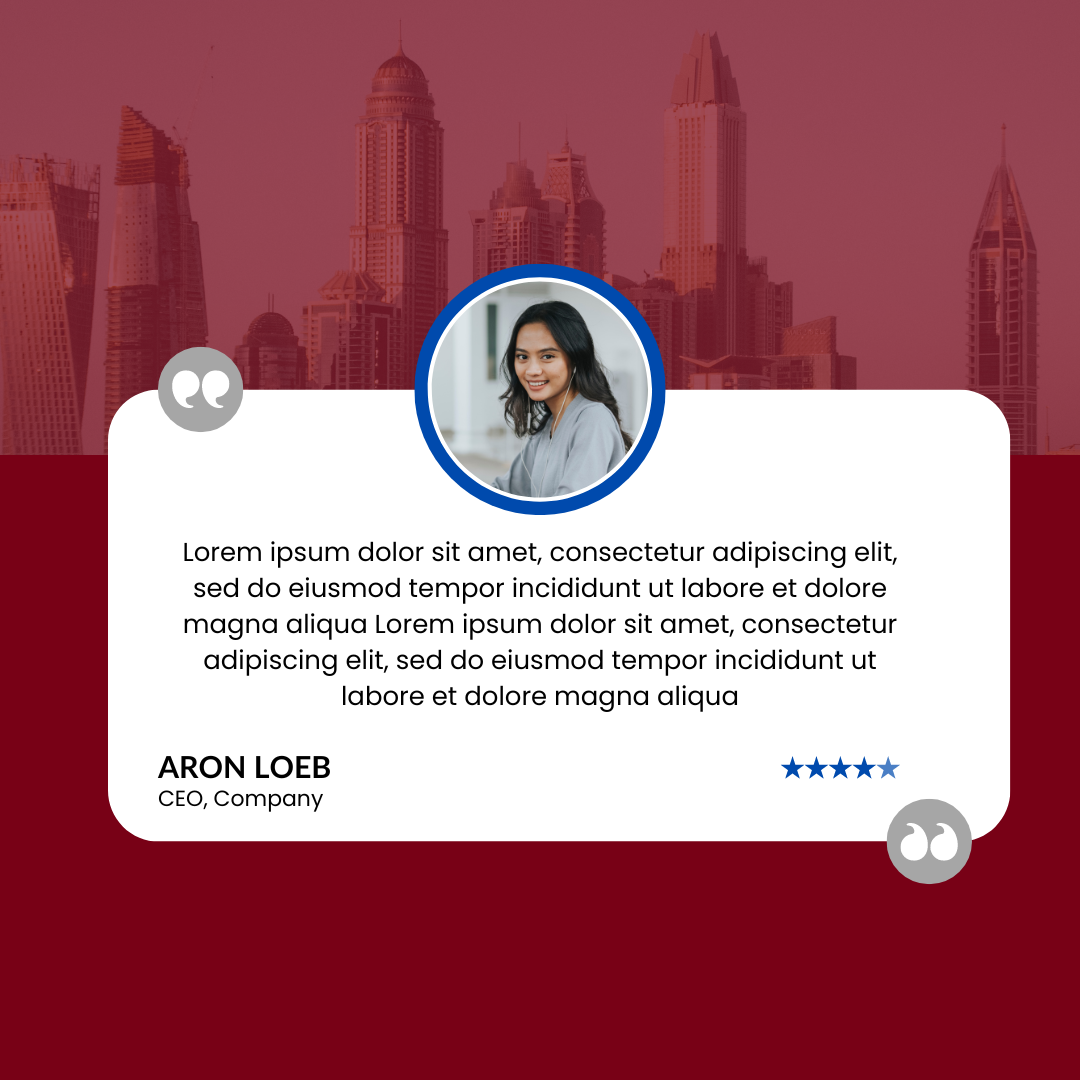 Lorem ipsum dolor sit amet, consectetur adipiscing elit,
sed do eiusmod tempor incididunt ut labore et dolore
magna aliqua Lorem ipsum dolor sit amet, consectetur
adipiscing elit, sed do eiusmod tempor incididunt ut
labore et dolore magna aliqua
ARON LOEB
CEO, Company